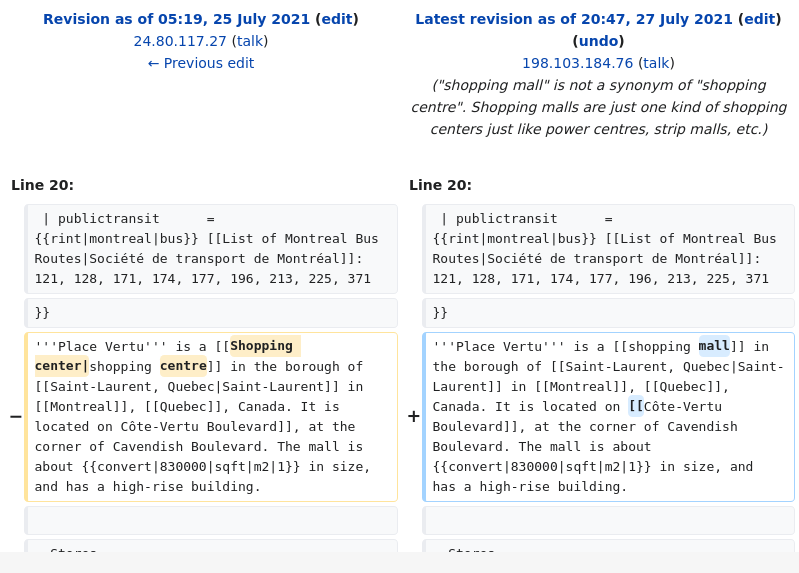 Revision as of 05:19, 25 July 2021 (edit)
24.80.117.27 (talk)
← Previous edit
Latest revision as of 20:47, 27 July 2021 (edit)
(undo)
198.103.184.76 (talk)
("shopping mall" is not a synonym of "shopping
centre". Shopping malls are just one kind of shopping
centers just like power centres, strip malls, etc.)
Line 20:
| publictransit      =
{{rint|montreal|bus}} [[List of Montreal Bus
Routes|Société de transport de Montréal]]:
121, 128, 171, 174, 177, 196, 213, 225, 371
}}
− '''Place Vertu''' is a [[Shopping
center|shopping centre]] in the borough of
[[Saint-Laurent, Quebec|Saint-Laurent]] in
[[Montreal]], [[Quebec]], Canada. It is
located on Côte-Vertu Boulevard]], at the
corner of Cavendish Boulevard. The mall is
about {{convert|830000|sqft|m2|1}} in size,
and has a high-rise building.
Line 20:
| publictransit      =
{{rint|montreal|bus}} [[List of Montreal Bus
Routes|Société de transport de Montréal]]:
121, 128, 171, 174, 177, 196, 213, 225, 371
}}
+ '''Place Vertu''' is a [[shopping mall]] in
the borough of [[Saint-Laurent, Quebec|Saint-
Laurent]] in [[Montreal]], [[Quebec]],
Canada. It is located on [[Côte-Vertu
Boulevard]], at the corner of Cavendish
Boulevard. The mall is about
{{convert|830000|sqft|m2|1}} in size, and
has a high-rise building.